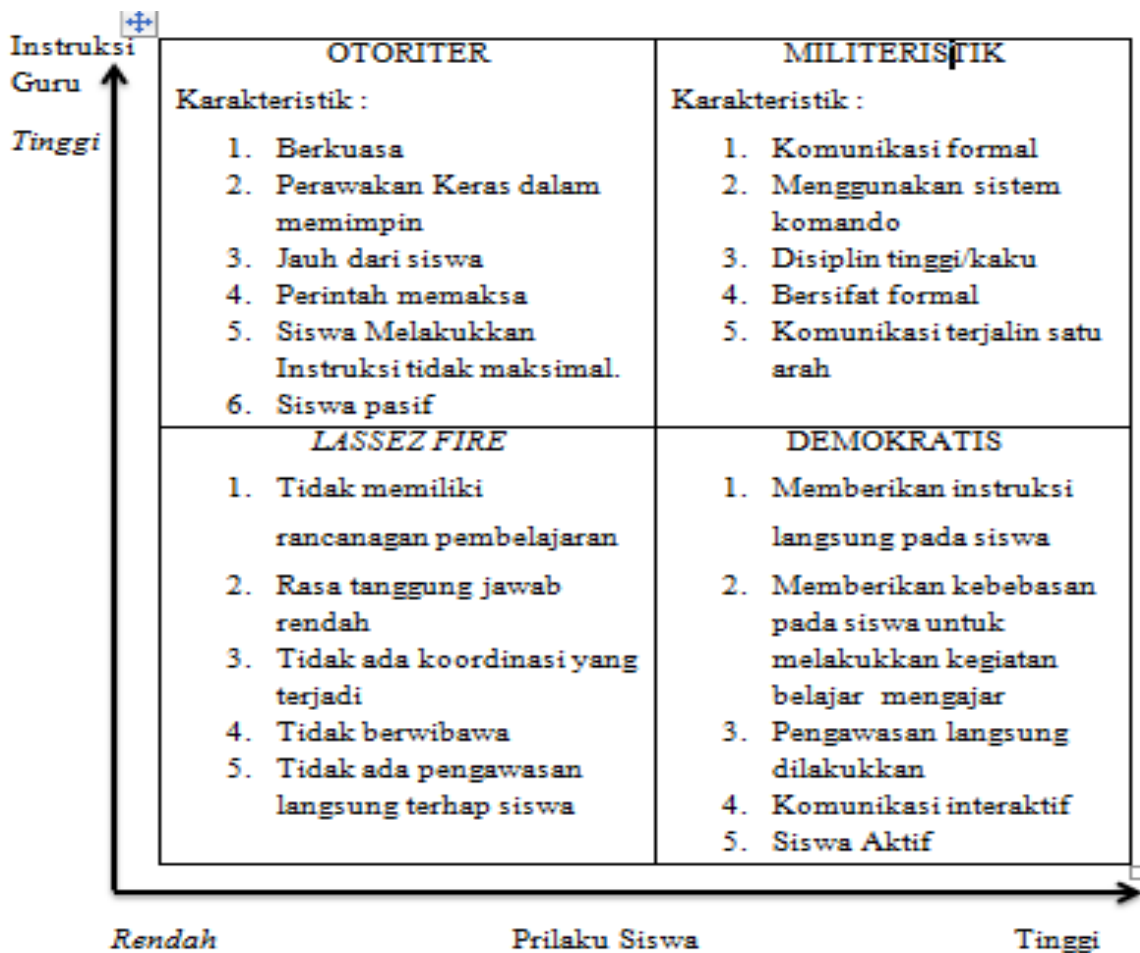 Instruksi
Guru
Tinggi
OTORITER
Karakteristik :
1. Berkuasa
2. Perawakan Keras dalam
memimpin
3. Jauh dari siswa
4. Perintah memaksa
5. Siswa Melakukkan
Instruksi tidak maksimal.
6. Siswa pasif
MILITERISTIK
Karakteristik :
1. Komunikasi formal
2. Menggunakan sistem
komando
3. Disiplin tinggi/kaku
4. Bersifat formal
5. Komunikasi terjalin satu
arah
LASSEZ FIRE
1. Tidak memiliki
rancanagan pembelajaran
2. Rasa tanggung jawab
rendah
3. Tidak ada koordinasi yang
terjadi
4. Tidak berwibawa
5. Tidak ada pengawasan
langsung terhap siswa
DEMOKRATIS
1. Memberikan instruksi
langsung pada siswa
2. Memberikan kebebasan
pada siswa untuk
melakukkan kegiatan
belajar mengajar
3. Pengawasan langsung
dilakukkan
4. Komunikasi interaktif
5. Siswa Aktif
Rendah Prilaku Siswa Tinggi